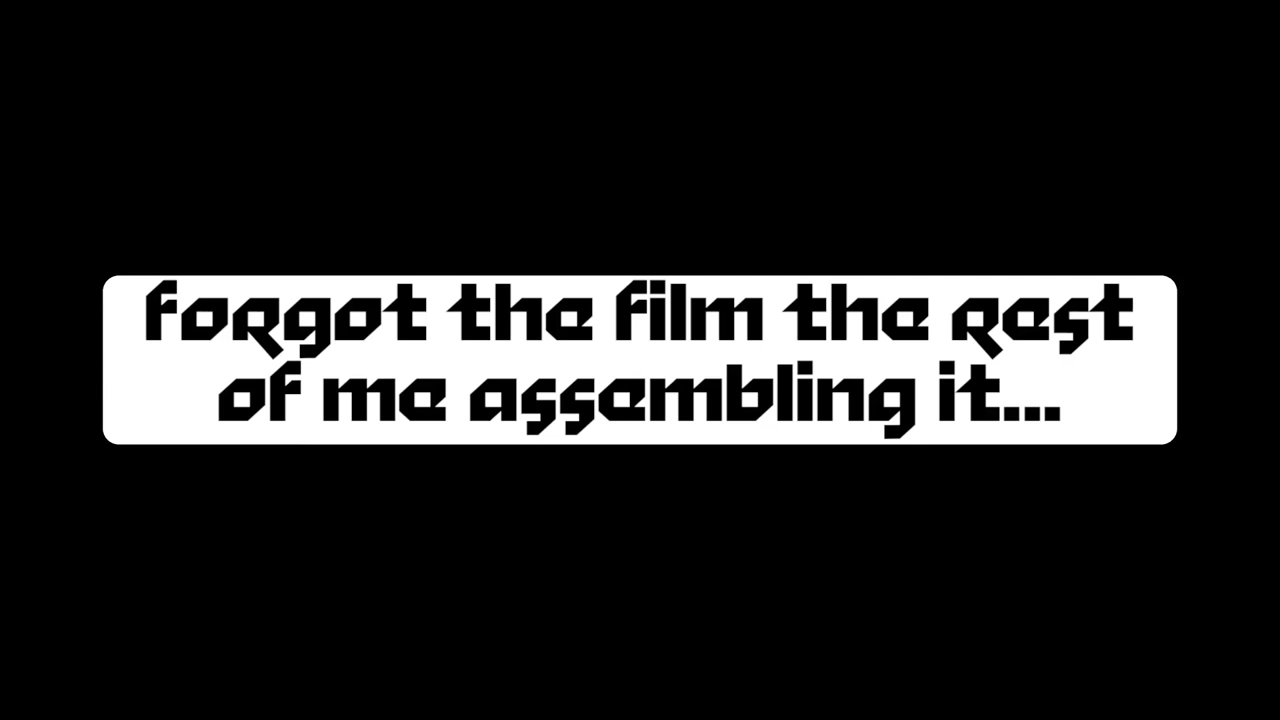 forgot the film the rest
of me assembling it...